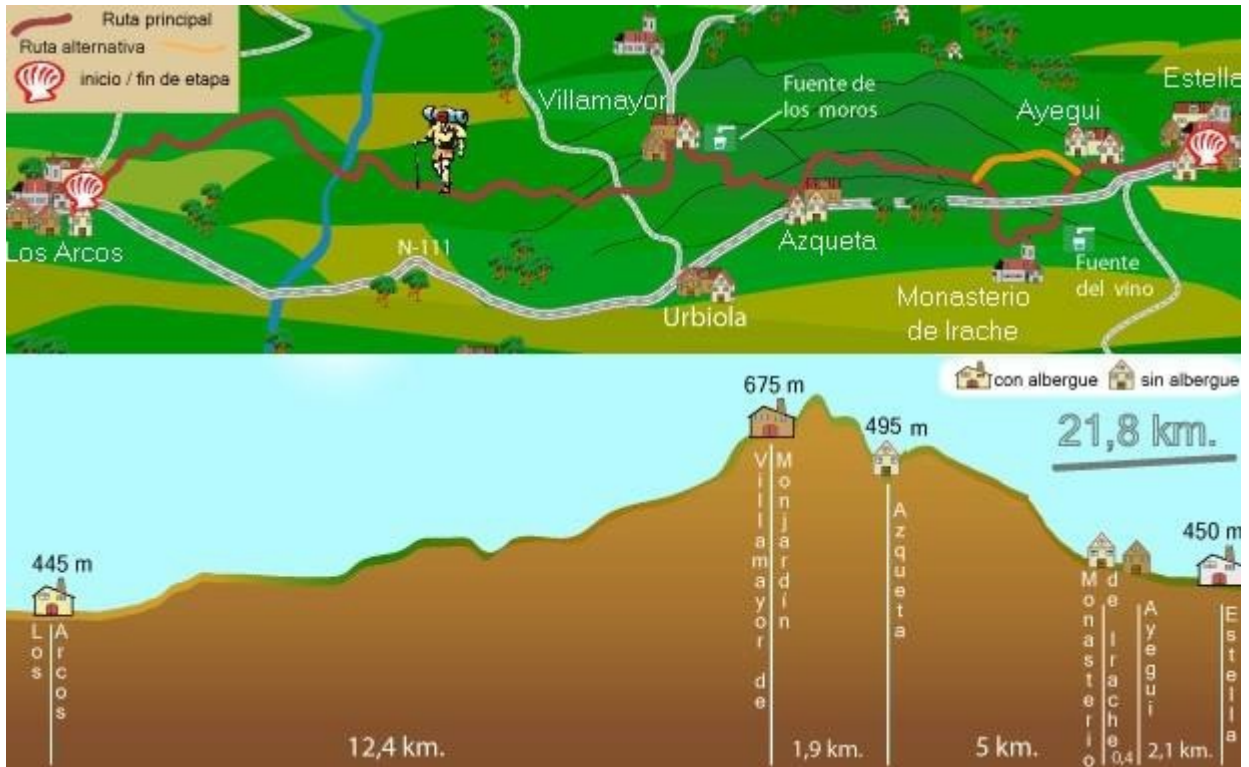 Ruta principal
Ruta alternativa
inicio / fin de etapa
Estella
Villamayor
Fuente de
los moros
Ayegui
Los Arcos
N-111
Azqueta
Urbiola
Monasterio
de Irache
Fuente
del vino
con albergue
sin albergue
21,8 km.
675 m
495 m
445 m
450 m
Los
Arcos
Villamayor de
Monjardín
Azqueta
Monasterio
de Irache
Ayegui
Estella
12,4 km.
1,9 km.
5 km.
0,4
2,1 km.